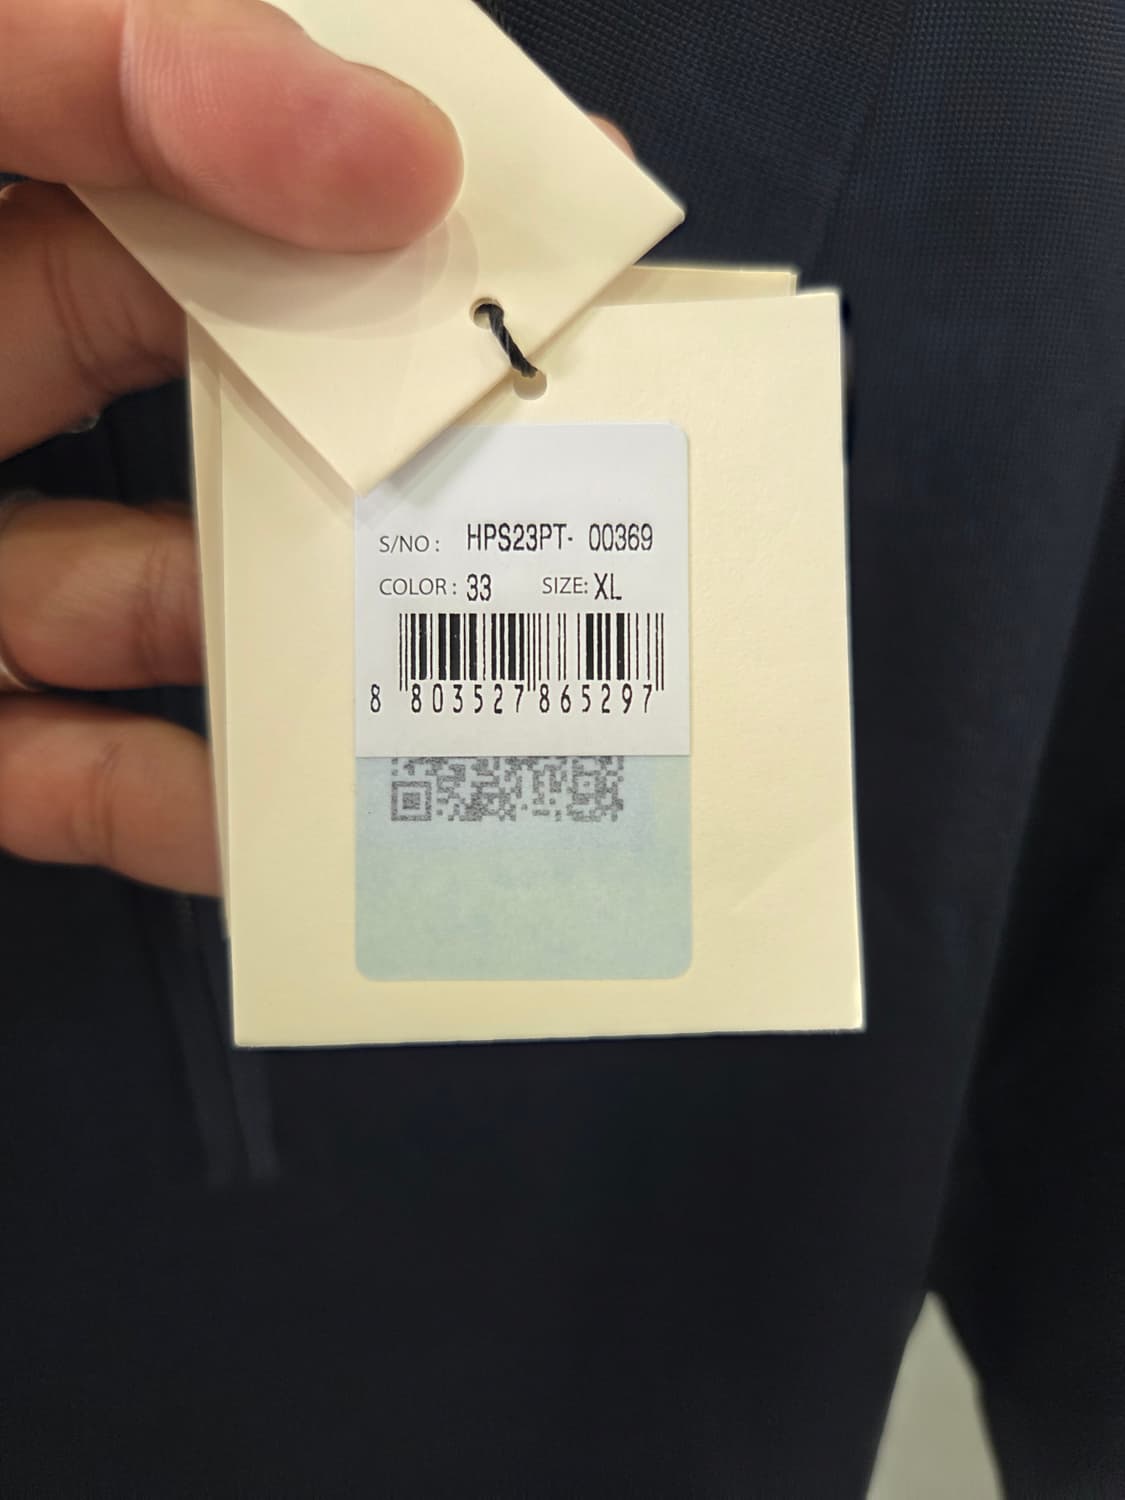 S/NO : HPS23PT- 00369
COLOR : 33 SIZE: XL
8 803527 865297